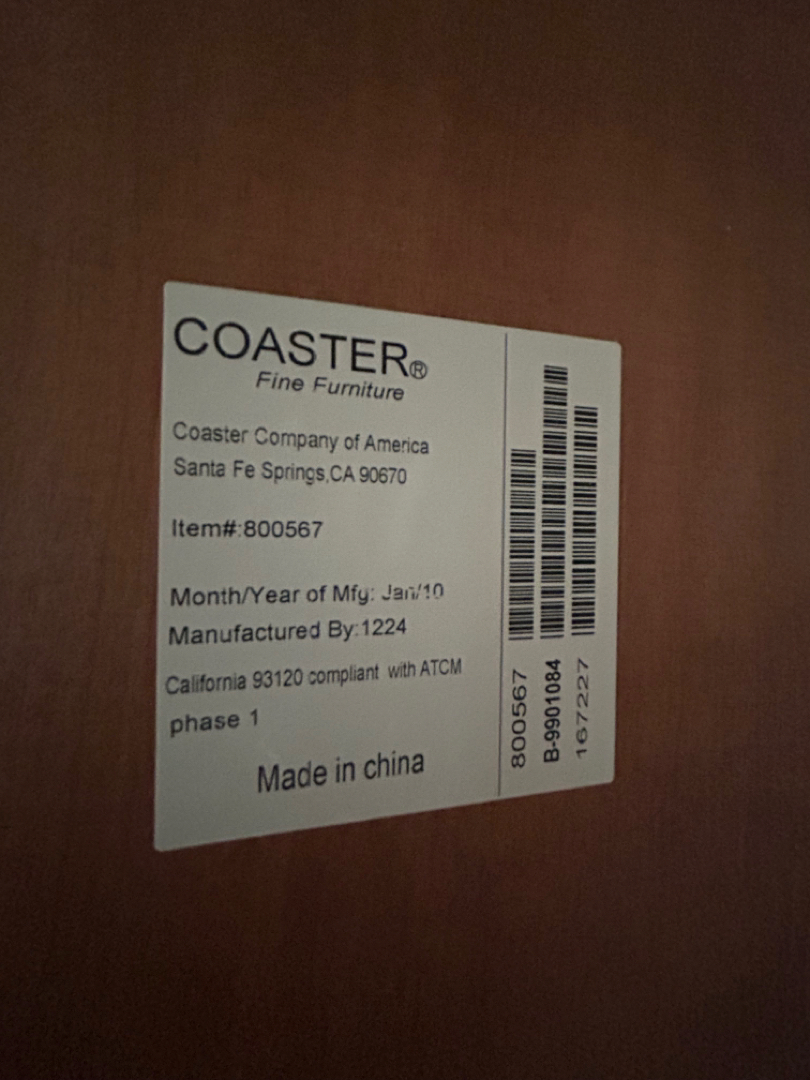 COASTER®
Fine Furniture
Coaster Company of America
Santa Fe Springs,CA 90670
Item#:800567
Month/Year of Mfy: Jan/10
Manufactured By:1224
California 93120 compliant with ATCM
phase 1
Made in china
800567
B-9901084
167227